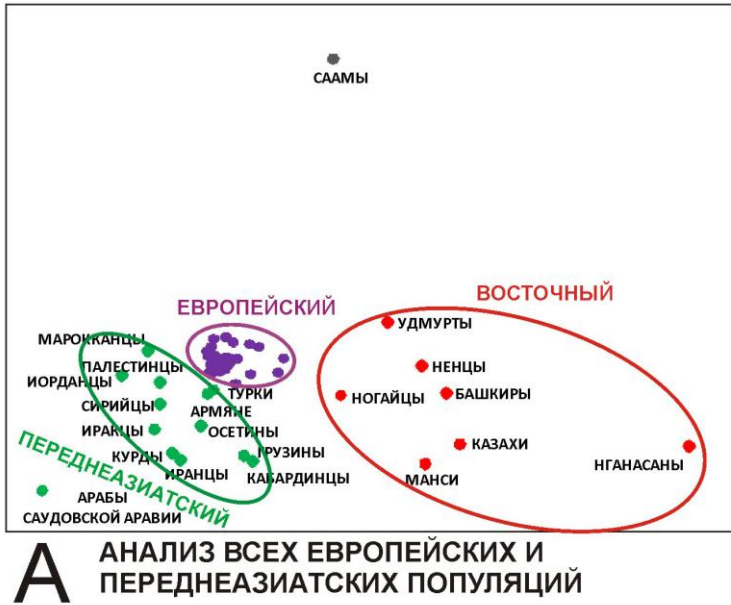 СААМЫ
ЕВРОПЕЙСКИЙ
ВОСТОЧНЫЙ
УДМУРТЫ
МАРОККАНЦЫ
ПАЛЕСТИНЦЫ
НЕНЦЫ
ИОРДАНЦЫ
ТУРКИ
НОГАЙЦЫ
БАШКИРЫ
СИРИЙЦЫ
АРМЯНЕ
ИРАКЦЫ
ОСЕТИНЫ
ПЕРЕДНЕАЗИАТСКИЙ
КУРДЫ
ГРУЗИНЫ
КАЗАХИ
ИРАНЦЫ
КАБАРДИНЦЫ
МАНСИ
НГАНАСАНЫ
АРАБЫ
САУДОВСКОЙ АРАВИИ
А
АНАЛИЗ ВСЕХ ЕВРОПЕЙСКИХ И
ПЕРЕДНЕАЗИАТСКИХ ПОПУЛЯЦИЙ